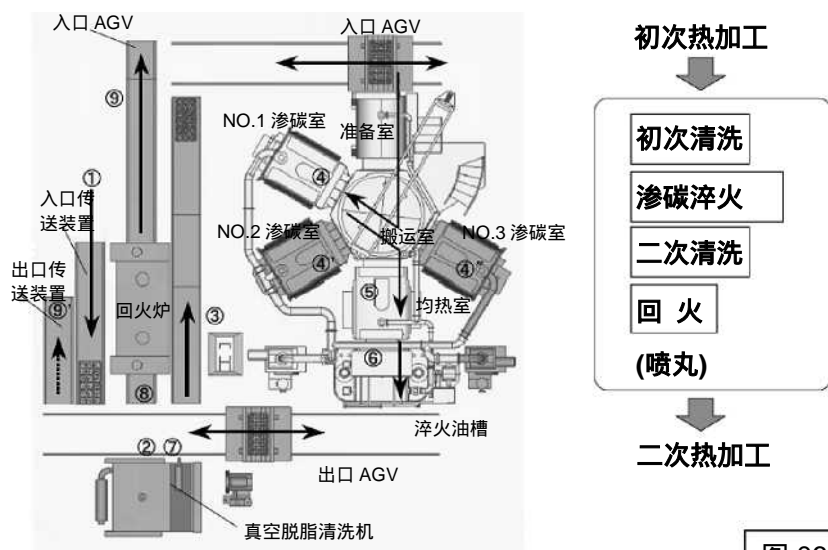 入口 AGV
入口 AGV
⑨
NO.1 渗碳室
准备室
①
④
入口传
送装置
NO.2 渗碳室
搬运室
NO.3 渗碳室
出口传
送装置
④'
④"
⑨'
回火炉
③
⑤
均热室
⑥
⑧
淬火油槽
② ⑦
出口 AGV
真空脱脂清洗机
初次热加工
初次清洗
渗碳淬火
二次清洗
回 火
(喷丸)
二次热加工